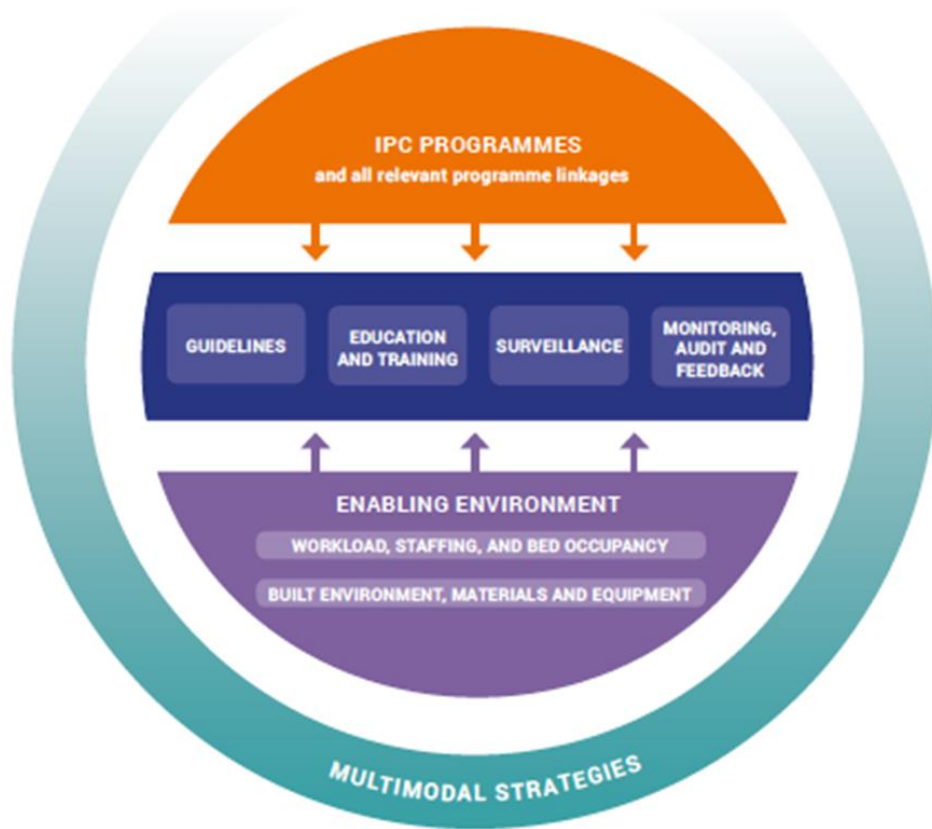 IPC PROGRAMMES
and all relevant programme linkages
GUIDELINES
EDUCATION
AND TRAINING
SURVEILLANCE
MONITORING,
AUDIT AND
FEEDBACK
ENABLING ENVIRONMENT
WORKLOAD, STAFFING, AND BED OCCUPANCY
BUILT ENVIRONMENT, MATERIALS AND EQUIPMENT
MULTIMODAL STRATEGIES